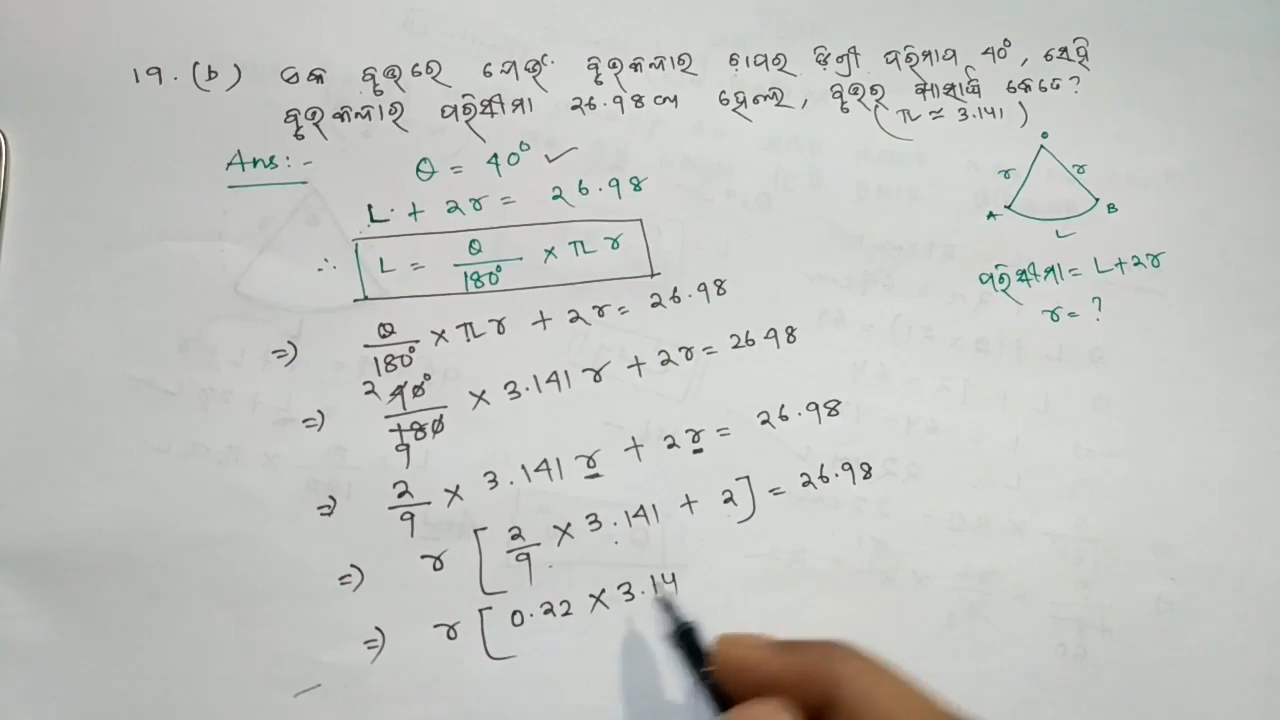 19. (b) ଏକ ବୃତ୍ତରେ ଯେଉଁ ବୃତ୍ତକଳାର ଚାପର ଡିଗ୍ରୀ ପରିମାପ 40°, ସେହି
ବୃତ୍ତକଳାର ପରିସୀମା 26.98 ହେଲେ, ବୃତ୍ତର ବ୍ୟାସାର୍ଦ୍ଧ କେତେ?
(π ≃ 3.141)
Ans:-
θ = 40° ✓
L + 2r = 26.98
∴ L = θ/180° × πr
=) θ/180° × πr + 2r = 26.98
=) 2 40°/180 9 × 3.141 r + 2r = 26.98
=) 2/9 × 3.141 r + 2r = 26.98
=) r [2/9 × 3.141 + 2] = 26.98
=) r [0.22 × 3.14
O
r r
A B
L
ପରିସୀମା = L+2r
r = ?